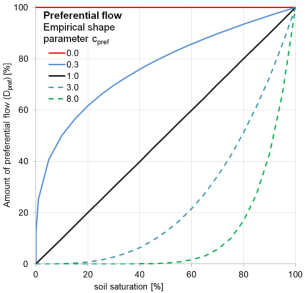 100
80
60
40
20
0
Amount of preferential flow (Dpref) [%]
Preferential flow
Empirical shape
parameter cpref
0.0
0.3
1.0
3.0
8.0
0 20 40 60 80 100
soil saturation [%]